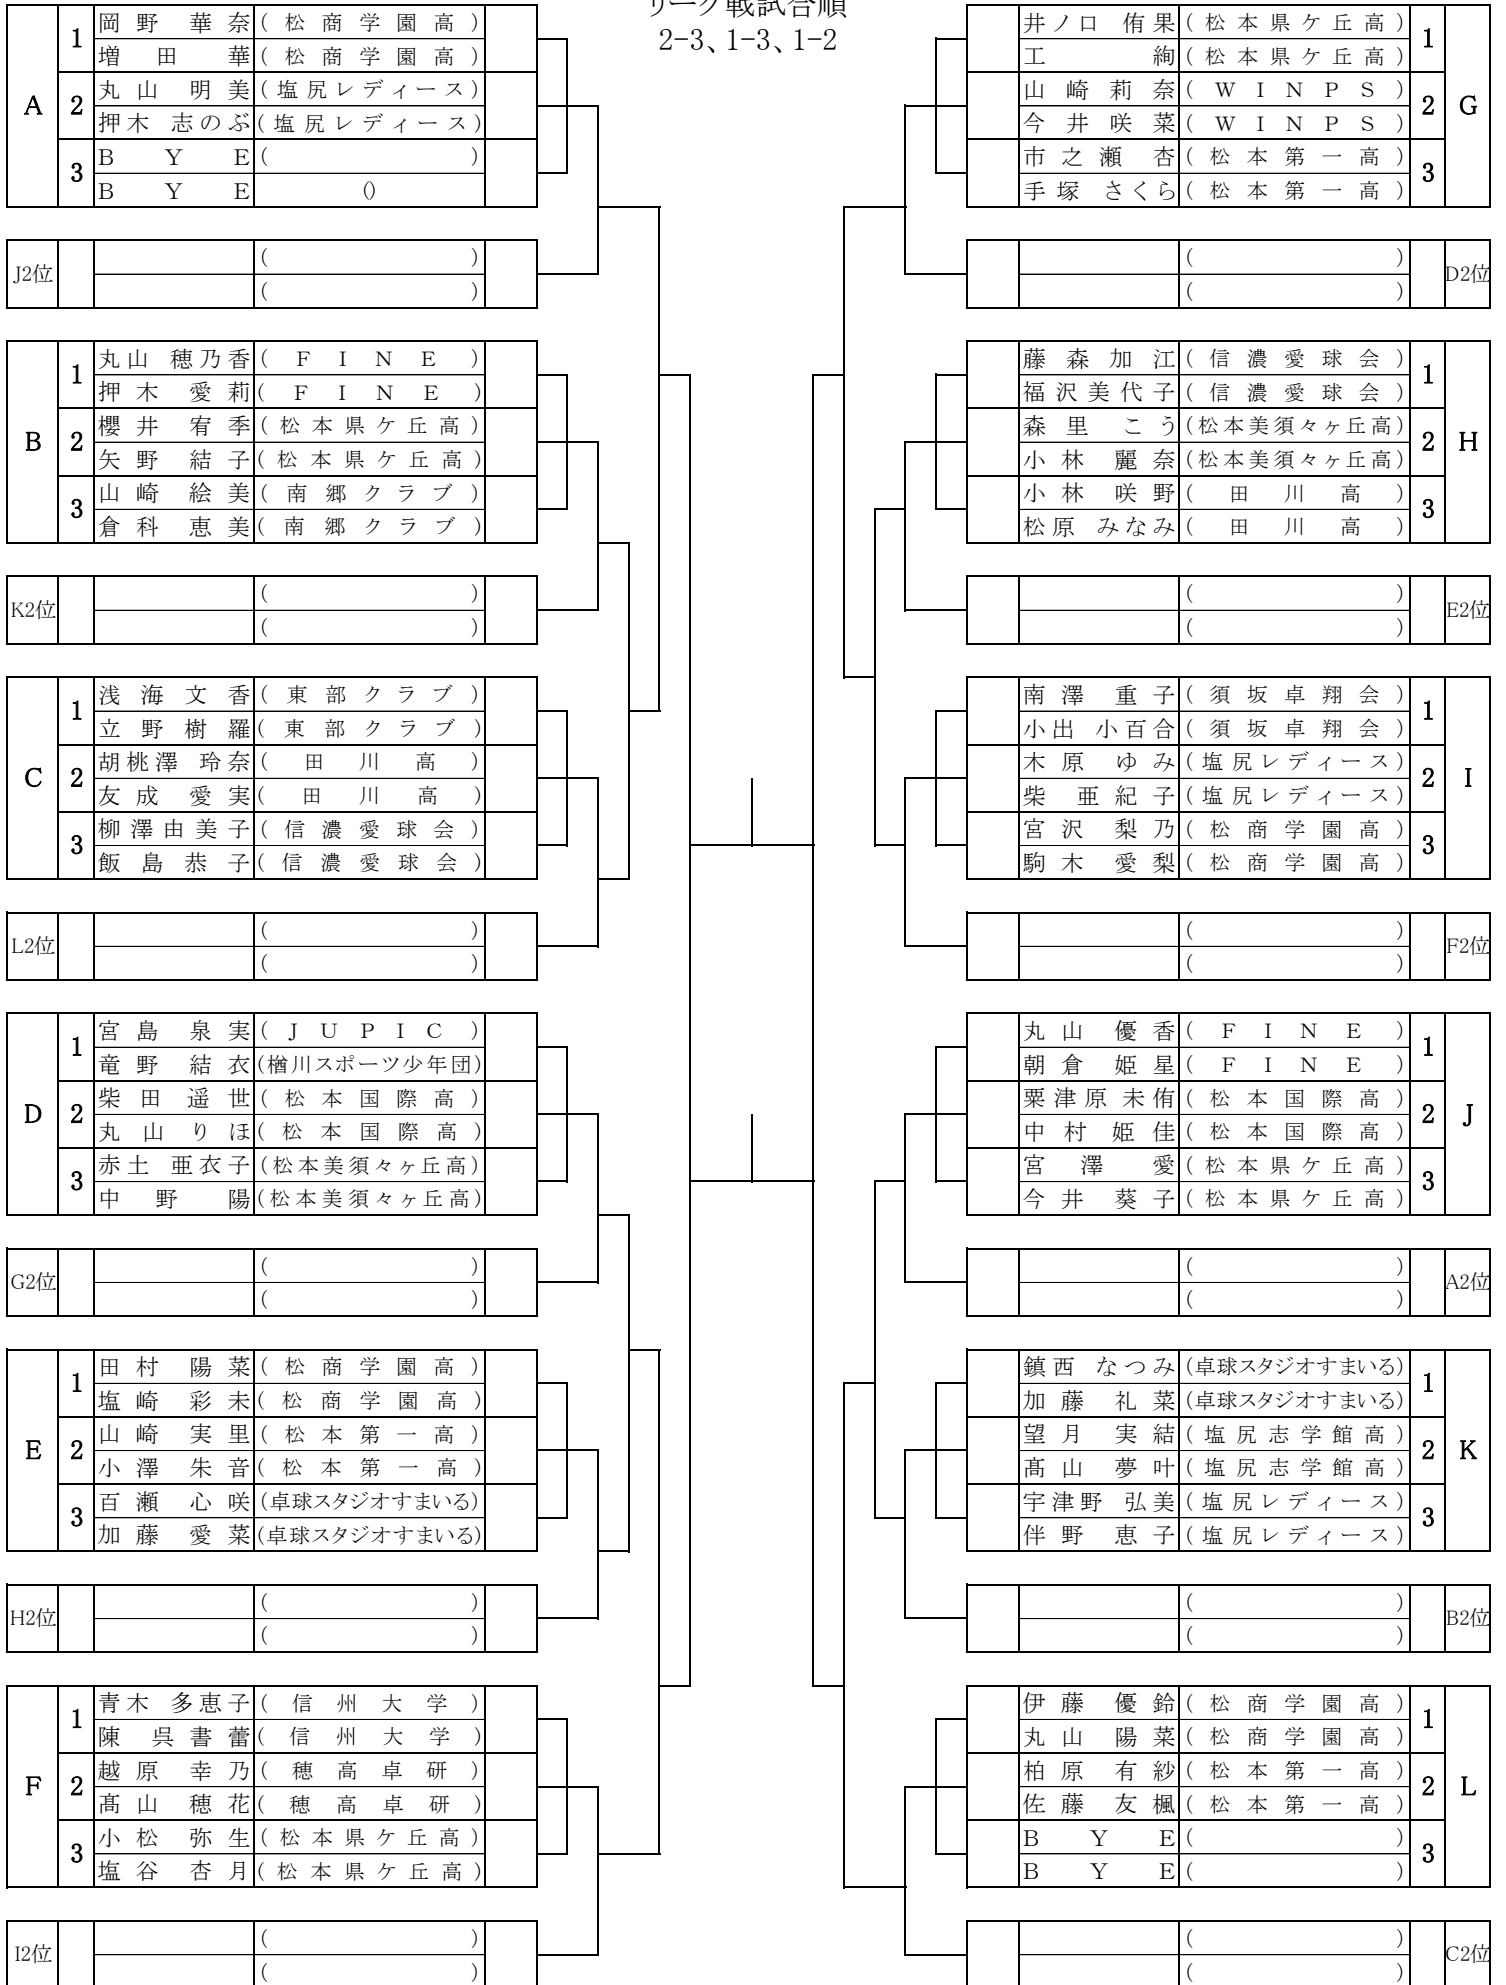 リーグ戦試合順
2-3、1-3、1-2
A
1
岡野 華奈(松商学園高)
増田 華(松商学園高)
2
丸山 明美(塩尻レディース)
押木 志のぶ(塩尻レディース)
3
BYE( )
BYE ()
J2位
( )
( )
B
1
丸山 穂乃香(FINE)
押木 愛莉(FINE)
2
櫻井 宥季(松本県ケ丘高)
矢野 結子(松本県ケ丘高)
3
山崎 絵美(南郷クラブ)
倉科 恵美(南郷クラブ)
K2位
( )
( )
C
1
浅海文香(東部クラブ)
立野樹羅(東部クラブ)
2
胡桃澤 玲奈(田川高)
友成 愛実(田川高)
3
柳澤由美子(信濃愛球会)
飯島恭子(信濃愛球会)
L2位
( )
( )
D
1
宮島 泉実(JUPIC)
竜野 結衣(楢川スポーツ少年団)
2
柴田 遥世(松本国際高)
丸山りほ(松本国際高)
3
赤土 亜衣子(松本美須々ヶ丘高)
中野 陽(松本美須々ヶ丘高)
G2位
( )
( )
E
1
田村 陽菜(松商学園高)
塩崎 彩未(松商学園高)
2
山崎 実里(松本第一高)
小澤 朱音(松本第一高)
3
百瀬 心咲(卓球スタジオすまいる)
加藤 愛菜(卓球スタジオすまいる)
H2位
( )
( )
F
1
青木 多恵子(信州大学)
陳 呉書蕾(信州大学)
2
越原 幸乃(穂高卓研)
髙山 穂花(穂高卓研)
3
小松 弥生(松本県ケ丘高)
塩谷 杏月(松本県ケ丘高)
I2位
( )
( )
井ノロ 侑果(松本県ケ丘高)
工 絢(松本県ケ丘高)
1
山崎莉奈(WINPS)
今井咲菜(WINPS)
2
市之瀬 杏(松本第一高)
手塚 さくら(松本第一高)
3
G
( )
( )
D2位
藤森加江(信濃愛球会)
福沢美代子(信濃愛球会)
1
森里 こう(松本美須々ヶ丘高)
小林 麗奈(松本美須々ヶ丘高)
2
小林 咲野(田川高)
松原 みなみ(田川高)
3
H
( )
( )
E2位
南澤 重子(須坂卓翔会)
小出 小百合(須坂卓翔会)
1
木原 ゆみ(塩尻レディース)
柴 亜紀子(塩尻レディース)
2
宮沢 梨乃(松商学園高)
駒木 愛梨(松商学園高)
3
I
( )
( )
F2位
丸山 優香(FINE)
朝倉 姫星(FINE)
1
粟津原未侑(松本国際高)
中村 姫佳(松本国際高)
2
宮澤 愛(松本県ケ丘高)
今井 葵子(松本県ケ丘高)
3
J
( )
( )
A2位
鎮西 なつみ(卓球スタジオすまいる)
加藤 礼菜(卓球スタジオすまいる)
1
望月 実結(塩尻志学館高)
髙山 夢叶(塩尻志学館高)
2
宇津野 弘美(塩尻レディース)
伴野 恵子(塩尻レディース)
3
K
( )
( )
B2位
伊藤 優鈴(松商学園高)
丸山 陽菜(松商学園高)
1
柏原 有紗(松本第一高)
佐藤 友楓(松本第一高)
2
BYE( )
BYE( )
3
L
( )
( )
C2位